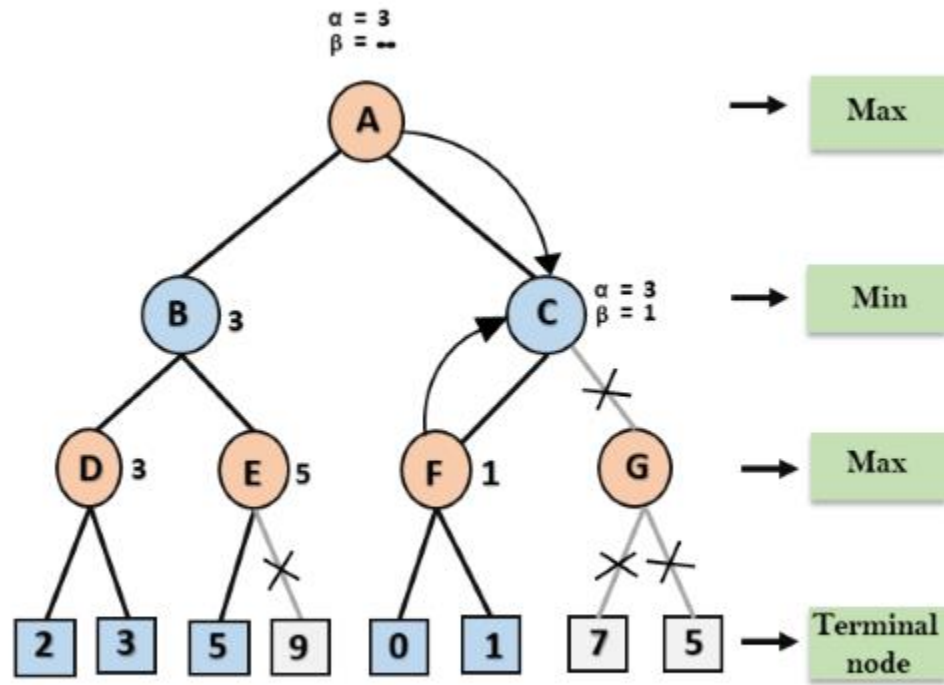 α = 3
β = ∞
A
Max
B
3
C
α = 3
β = 1
Min
D
3
E
5
F
1
G
Max
2
3
5
9
0
1
7
5
Terminal
node